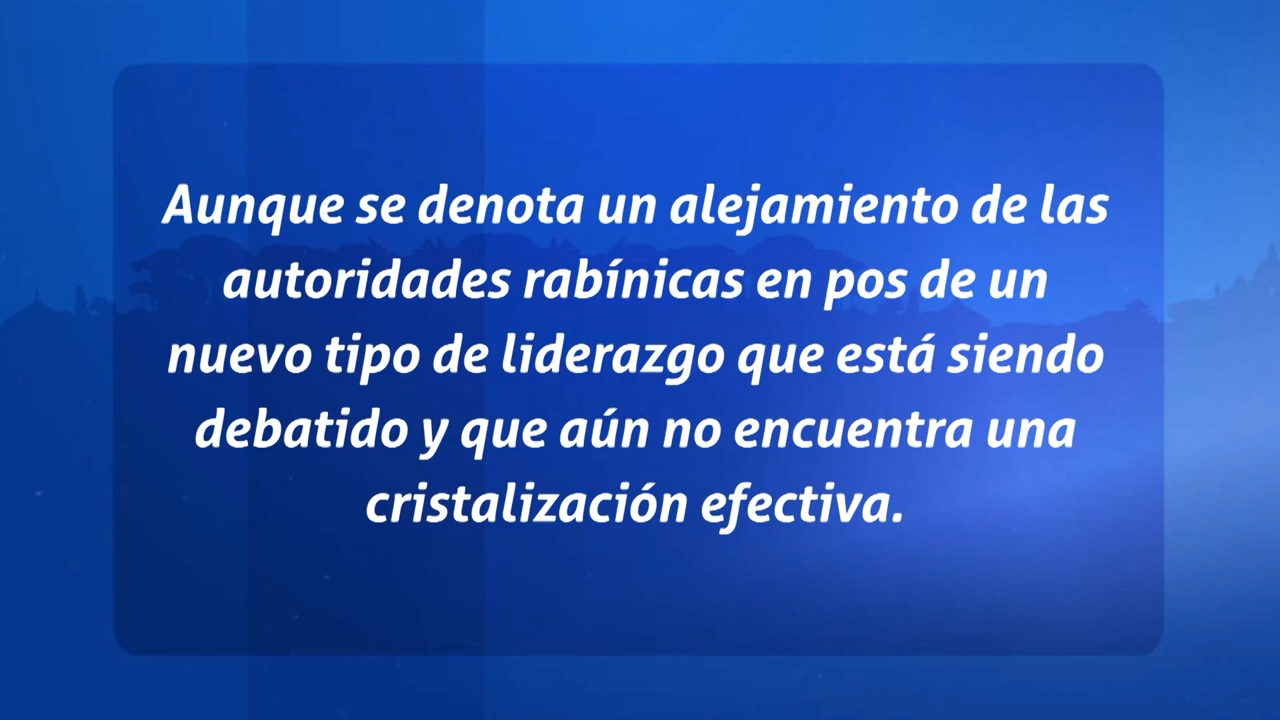 Aunque se denota un alejamiento de las
autoridades rabínicas en pos de un
nuevo tipo de liderazgo que está siendo
debatido y que aún no encuentra una
cristalización efectiva.